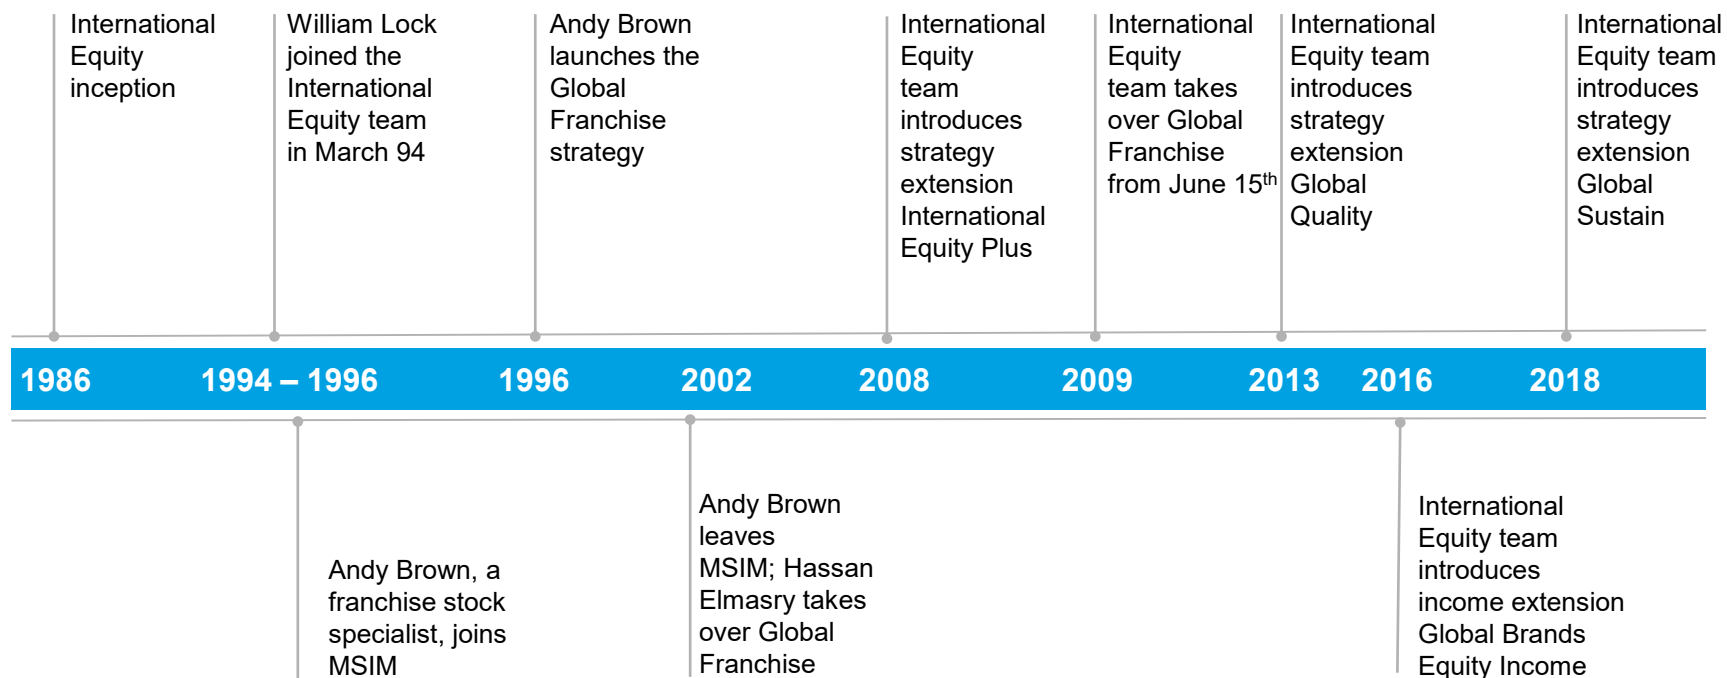 International
Equity
inception
William Lock
joined the
International
Equity team
in March 94
Andy Brown
launches the
Global
Franchise
strategy
International
Equity
team
introduces
strategy
extension
International
Equity Plus
International
Equity
team takes
over Global
Franchise
from June 15th
International
Equity team
introduces
strategy
extension
Global
Quality
International
Equity team
introduces
strategy
extension
Global
Sustain
1986 1994 – 1996 1996 2002 2008 2009 2013 2016 2018
Andy Brown, a
franchise stock
specialist, joins
MSIM
Andy Brown
leaves
MSIM; Hassan
Elmasry takes
over Global
Franchise
International
Equity team
introduces
income extension
Global Brands
Equity Income